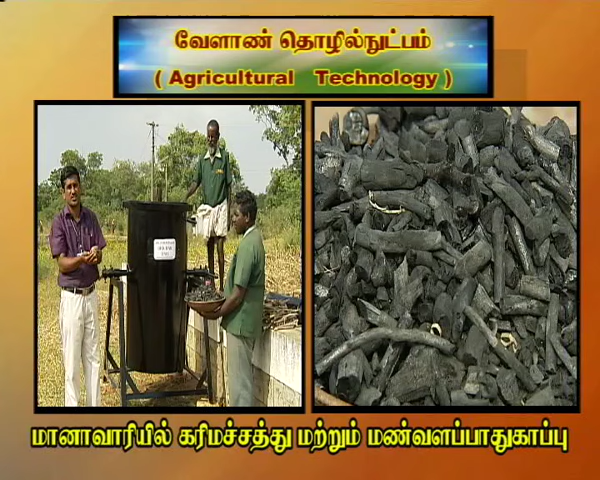 வேளாண் தொழில்நுட்பம்
( Agricultural Technology )
மானாவாரியில் கரிமச்சத்து மற்றும் மண்வளப்பாதுகாப்பு